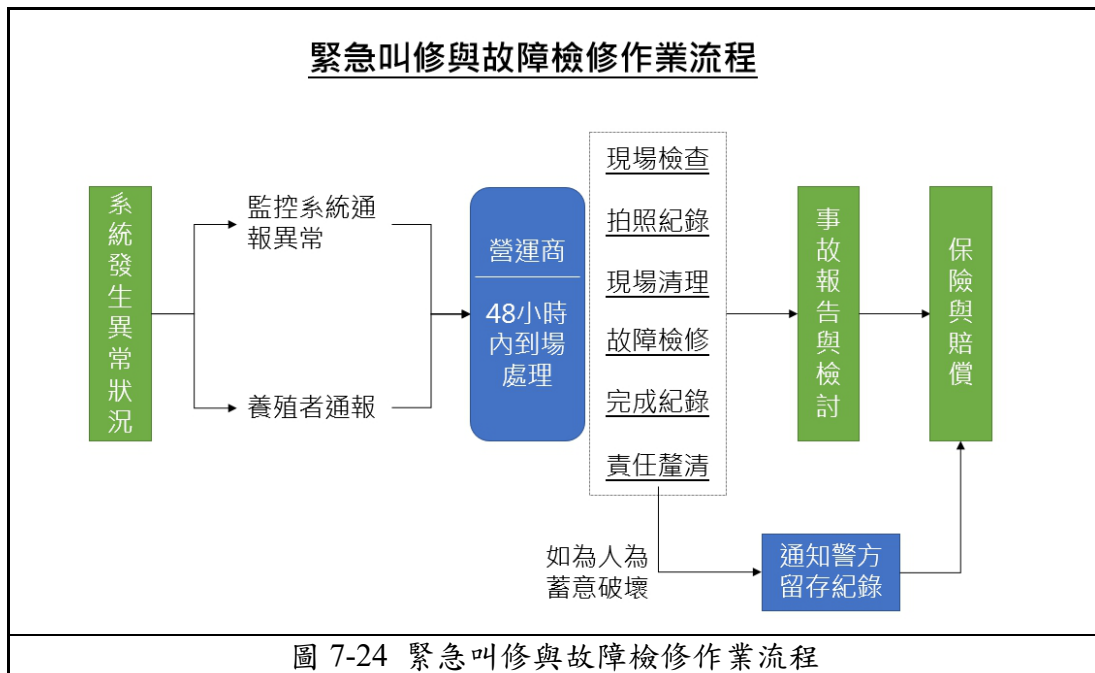 緊急叫修與故障檢修作業流程
系統發生異常狀況
監控系統通
報異常
養殖者通報
營運商
48小時
內到場
處理
現場檢查
拍照紀錄
現場清理
故障檢修
完成紀錄
責任釐清
事故報告與檢討
保險與賠償
如為人為
蓄意破壞
通知警方
留存紀錄
圖 7-24 緊急叫修與故障檢修作業流程